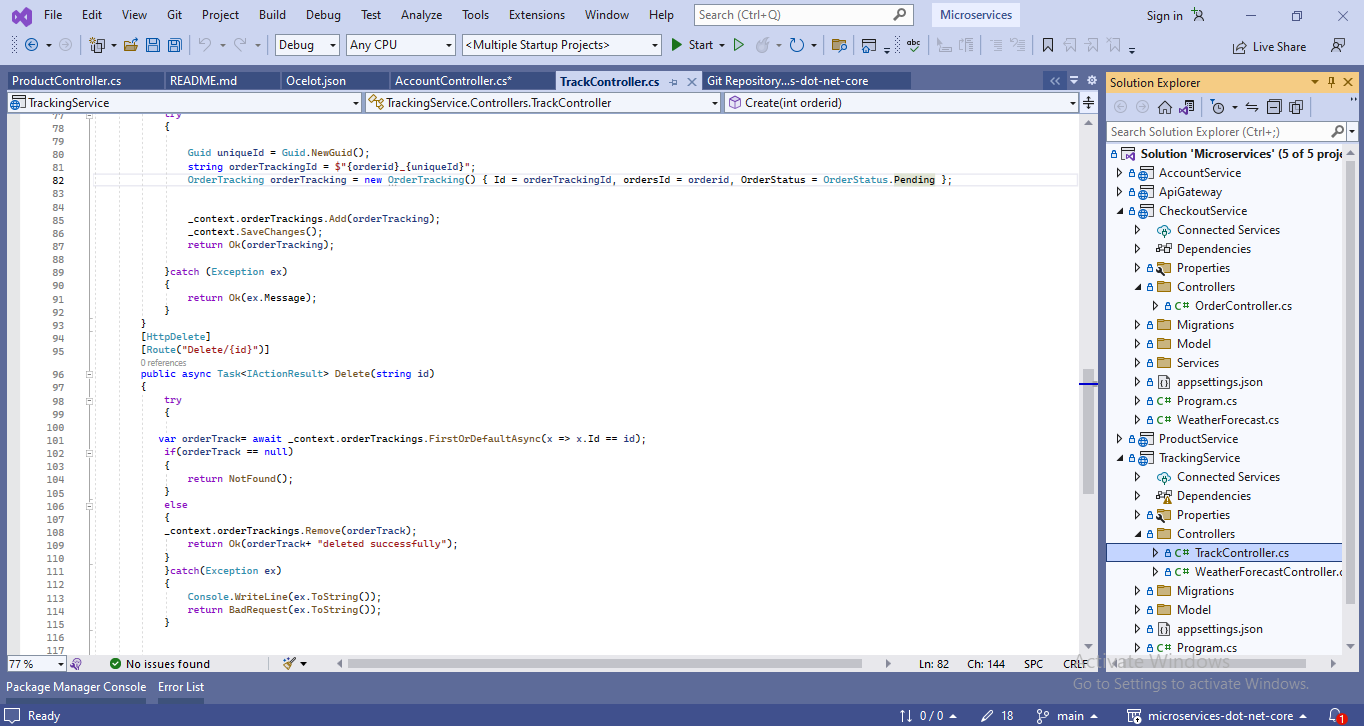 File Edit View Git Project Build Debug Test Analyze Tools Extensions Window Help Search (Ctrl+Q) Microservices Sign in
Debug Any CPU <Multiple Startup Projects> Start Live Share
ProductController.cs README.md Ocelot.json AccountController.cs* TrackController.cs Git Repository...s-dot-net-core
TrackingService TrackingService.Controllers.TrackController Create(int orderid)
77 try
78 {
79
80 Guid uniqueId = Guid.NewGuid();
81 string orderTrackingId = $"{orderid}_{uniqueId}";
82 OrderTracking orderTracking = new OrderTracking() { Id = orderTrackingId, ordersId = orderid, OrderStatus = OrderStatus.Pending };
83
84
85 _context.orderTrackings.Add(orderTracking);
86 _context.SaveChanges();
87 return Ok(orderTracking);
88
89 }catch (Exception ex)
90 {
91 return Ok(ex.Message);
92 }
93 }
94 [HttpDelete]
95 [Route("Delete/{id}")]
0 references
96 public async Task<IActionResult> Delete(string id)
97 {
98 try
99 {
100
101 var orderTrack= await _context.orderTrackings.FirstOrDefaultAsync(x => x.Id == id);
102 if(orderTrack == null)
103 {
104 return NotFound();
105 }
106 else
107 {
108 _context.orderTrackings.Remove(orderTrack);
109 return Ok(orderTrack+ "deleted successfully");
110 }
111 }catch(Exception ex)
112 {
113 Console.WriteLine(ex.ToString());
114 return BadRequest(ex.ToString());
115 }
116
117
77 % No issues found Ln: 82 Ch: 144 SPC CRLF
Package Manager Console Error List
Ready 0 / 0 18 main microservices-dot-net-core 1
Solution Explorer
Search Solution Explorer (Ctrl+;)
Solution 'Microservices' (5 of 5 proj
AccountService
ApiGateway
CheckoutService
Connected Services
Dependencies
Properties
Controllers
C# OrderController.cs
Migrations
Model
Services
appsettings.json
C# Program.cs
C# WeatherForecast.cs
ProductService
TrackingService
Connected Services
Dependencies
Properties
Controllers
C# TrackController.cs
C# WeatherForecastController.c
Migrations
Model
appsettings.json
C# Program.cs
Activate Windows
Go to Settings to activate Windows.